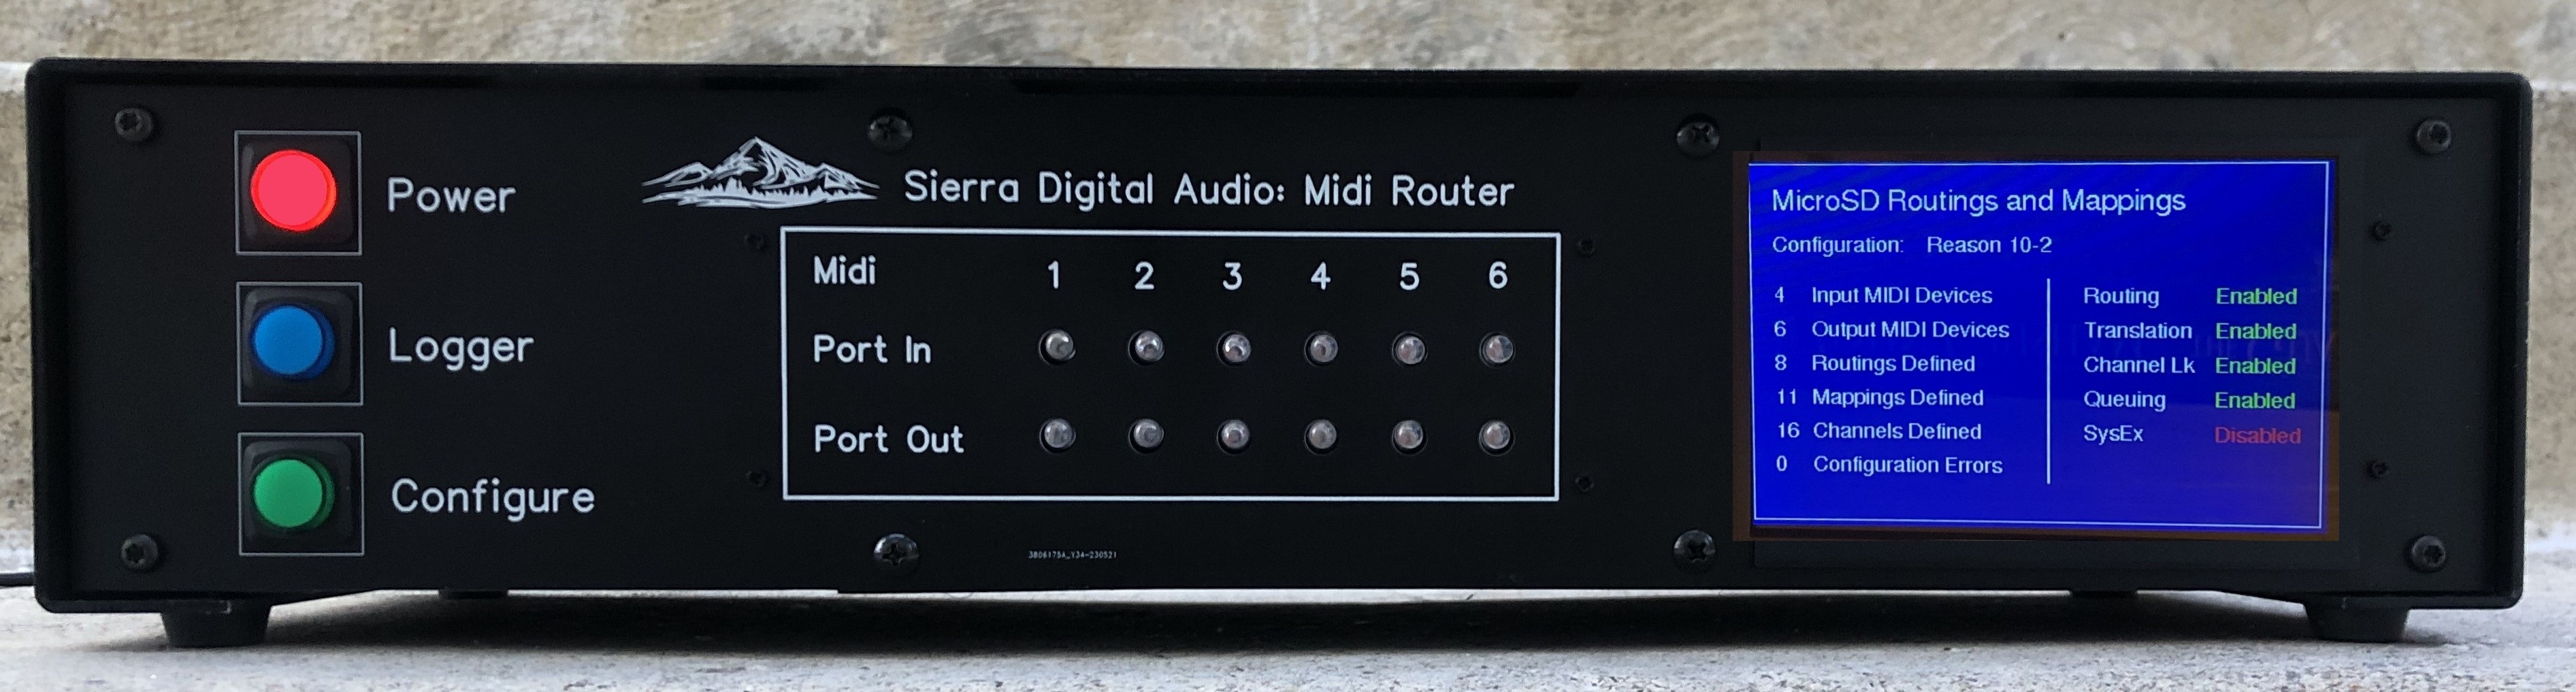 Power
Logger
Configure
Sierra Digital Audio: Midi Router
Midi 1 2 3 4 5 6
Port In
Port Out
3806175A_Y34-230521
MicroSD Routings and Mappings
Configuration: Reason 10-2
4 Input MIDI Devices
6 Output MIDI Devices
8 Routings Defined
11 Mappings Defined
16 Channels Defined
0 Configuration Errors
Routing Enabled
Translation Enabled
Channel Lk Enabled
Queuing Enabled
SysEx Disabled